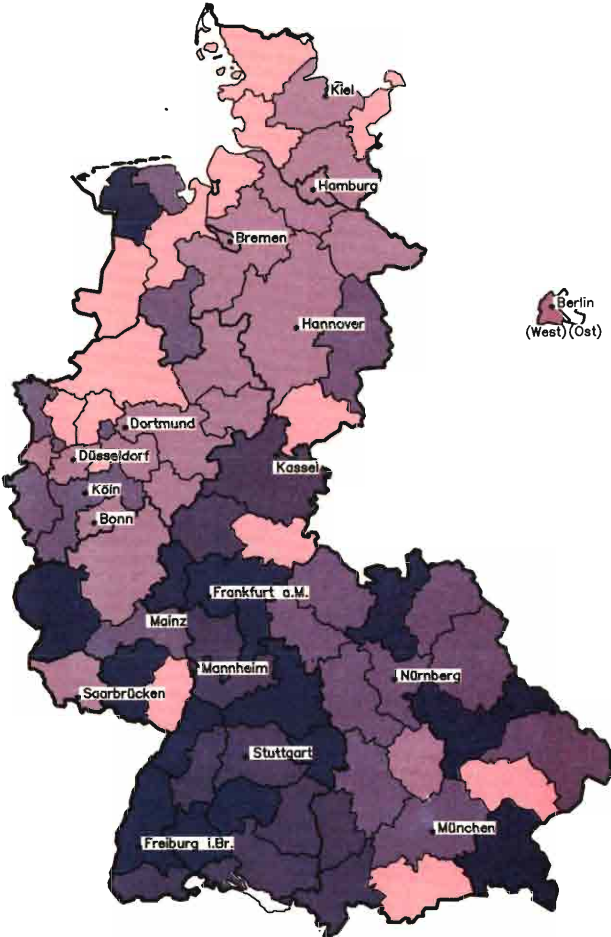 Kiel
Hamburg
Bremen
Berlin
(West) (Ost)
Hannover
Dortmund
Düsseldorf
Kassel
Köln
Bonn
Frankfurt a.M.
Mainz
Mannheim
Nürnberg
Saarbrücken
Stuttgart
München
Freiburg i.Br.